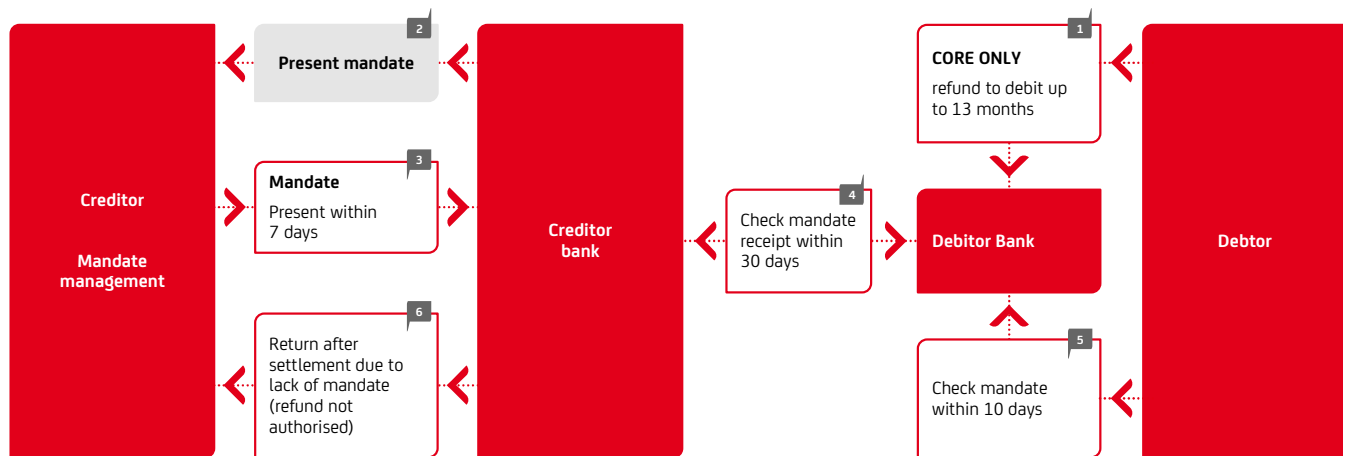 2
Present mandate
1
CORE ONLY
refund to debit up
to 13 months
Creditor
Mandate
management
3
Mandate
Present within
7 days
Creditor
bank
4
Check mandate
receipt within
30 days
Debitor Bank
Debtor
6
Return after
settlement due to
lack of mandate
(refund not
authorised)
5
Check mandate
within 10 days